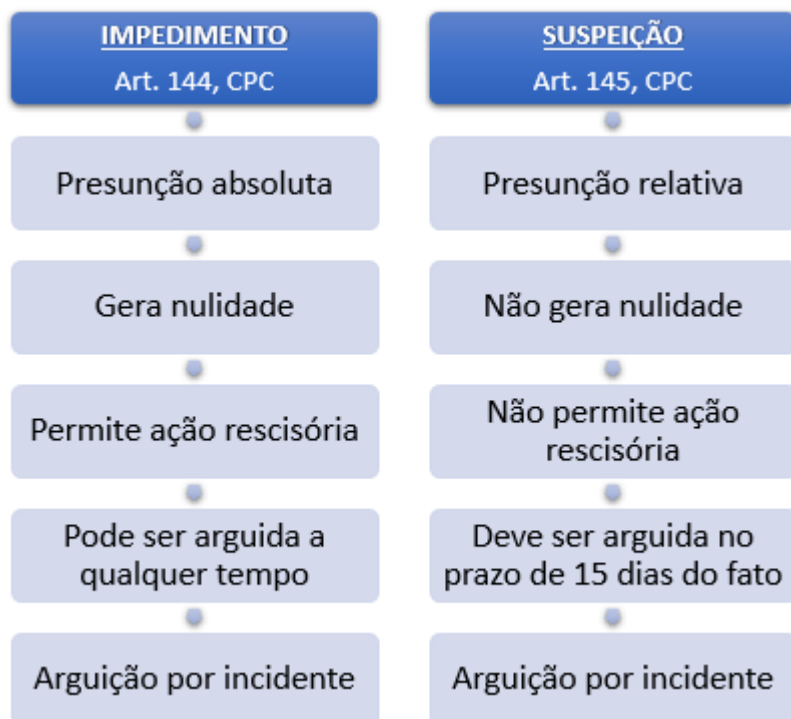 IMPEDIMENTO
Art. 144, CPC
Presunção absoluta
Gera nulidade
Permite ação rescisória
Pode ser arguida a
qualquer tempo
Arguição por incidente
SUSPEIÇÃO
Art. 145, CPC
Presunção relativa
Não gera nulidade
Não permite ação
rescisória
Deve ser arguida no
prazo de 15 dias do fato
Arguição por incidente